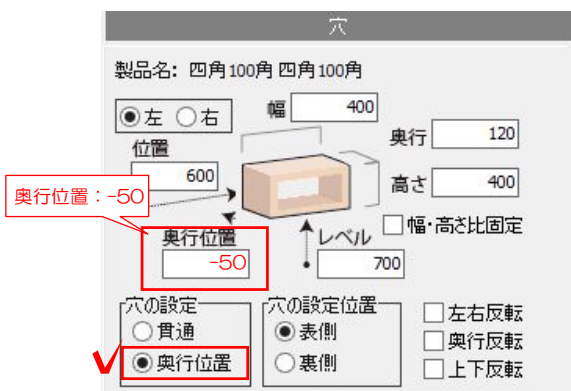 穴
製品名: 四角100角 四角100角
左 右
幅 400
奥行 120
位置
600
高さ 400
奥行位置：-50
幅・高さ比固定
奥行位置
-50
レベル
700
穴の設定
貫通
奥行位置
穴の設定位置
表側
裏側
左右反転
奥行反転
上下反転